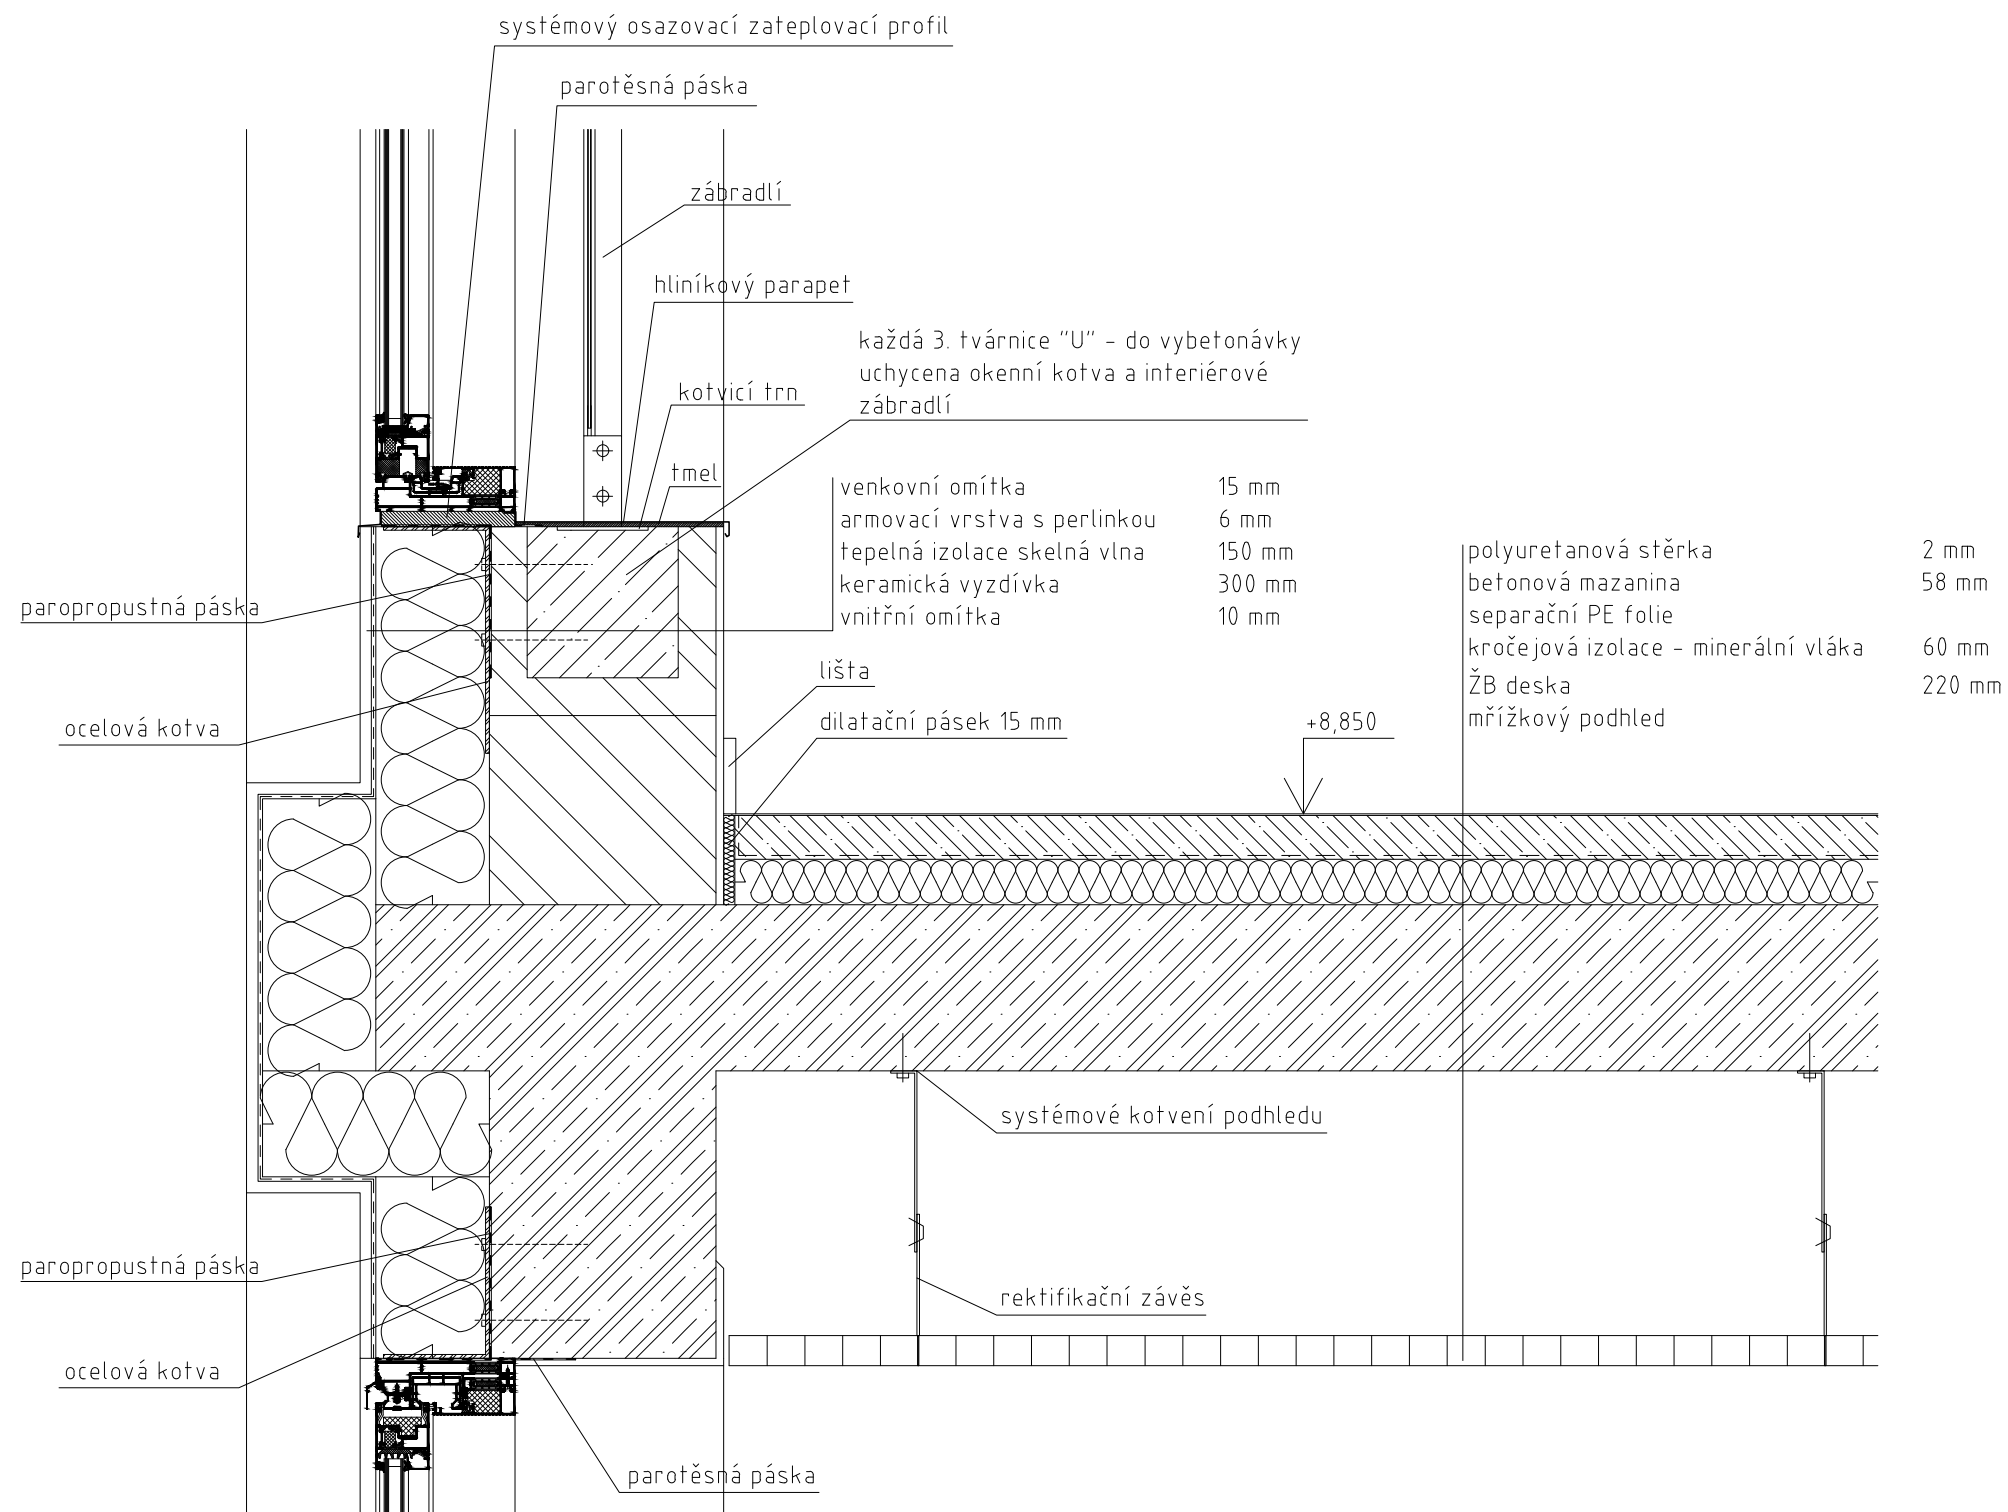 systémový osazovací zateplovací profil
parotěsná páska
zábradlí
hliníkový parapet
každá 3. tvárnice "U" - do vybetonávky
uchycena okenní kotva a interiérové
zábradlí
kotvicí trn
tmel
venkovní omítka 15 mm
armovací vrstva s perlinkou 6 mm
tepelná izolace skelná vlna 150 mm
keramická vyzdívka 300 mm
vnitřní omítka 10 mm
polyuretanová stěrka 2 mm
betonová mazanina 58 mm
separační PE folie
kročejová izolace - minerální vláka 60 mm
ŽB deska 220 mm
mřížkový podhled
paropropustná páska
ocelová kotva
lišta
dilatační pásek 15 mm
+8,850
systémové kotvení podhledu
paropropustná páska
rektifikační závěs
ocelová kotva
parotěsná páska